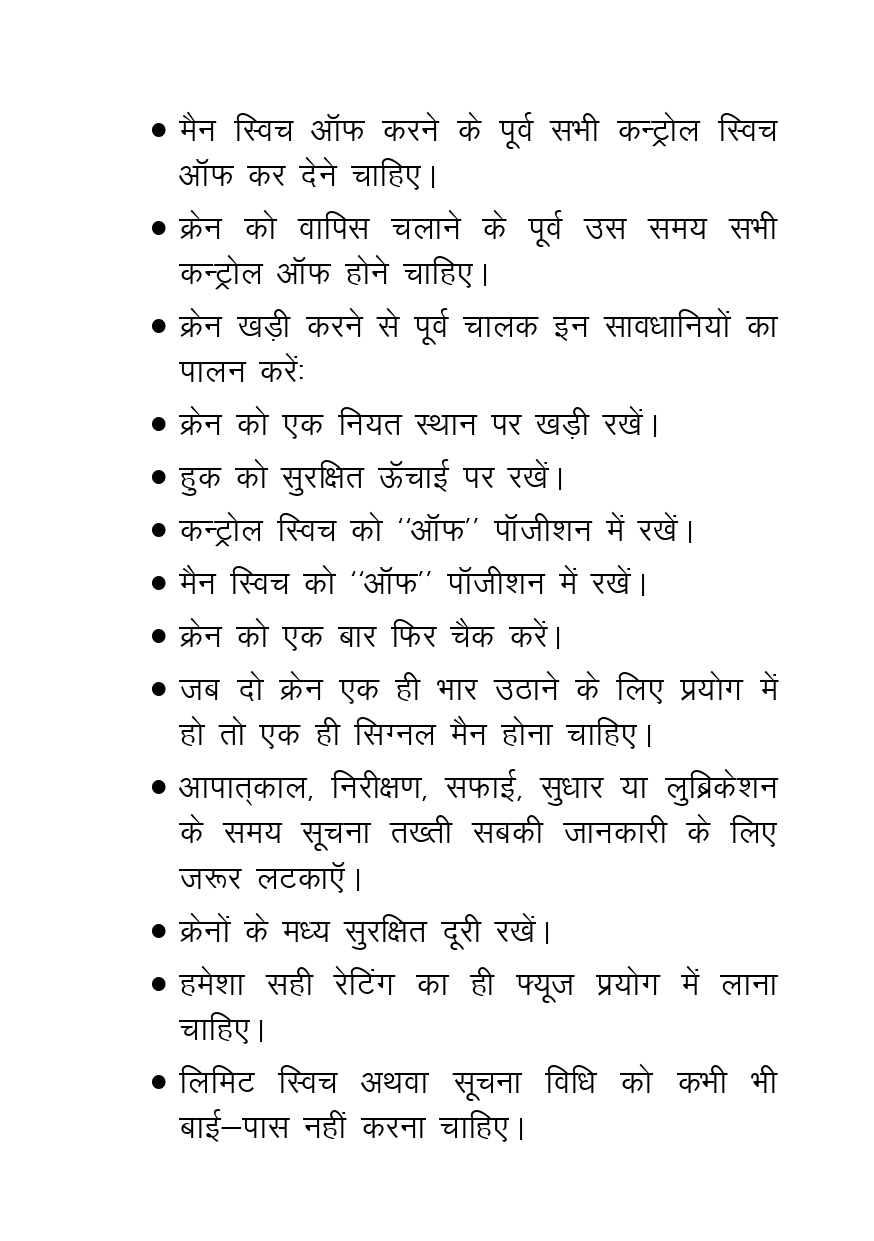 • मैन स्विच ऑफ करने के पूर्व सभी कन्ट्रोल स्विच
ऑफ कर देने चाहिए।
• क्रेन को वापिस चलाने के पूर्व उस समय सभी
कन्ट्रोल ऑफ होने चाहिए।
• क्रेन खड़ी करने से पूर्व चालक इन सावधानियों का
पालन करें:
• क्रेन को एक नियत स्थान पर खड़ी रखें।
• हुक को सुरक्षित ऊॅचाई पर रखें।
• कन्ट्रोल स्विच को ‘‘ऑफ’’ पॉजीशन में रखें।
• मैन स्विच को ‘‘ऑफ’’ पॉजीशन में रखें।
• क्रेन को एक बार फिर चैक करें।
• जब दो क्रेन एक ही भार उठाने के लिए प्रयोग में
हो तो एक ही सिग्नल मैन होना चाहिए।
• आपात्काल, निरीक्षण, सफाई, सुधार या लुब्रिकेशन
के समय सूचना तख्ती सबकी जानकारी के लिए
जरूर लटकाऍ।
• क्रेनों के मध्य सुरक्षित दूरी रखें।
• हमेशा सही रेटिंग का ही फ्यूज प्रयोग में लाना
चाहिए।
• लिमिट स्विच अथवा सूचना विधि को कभी भी
बाई–पास नहीं करना चाहिए।